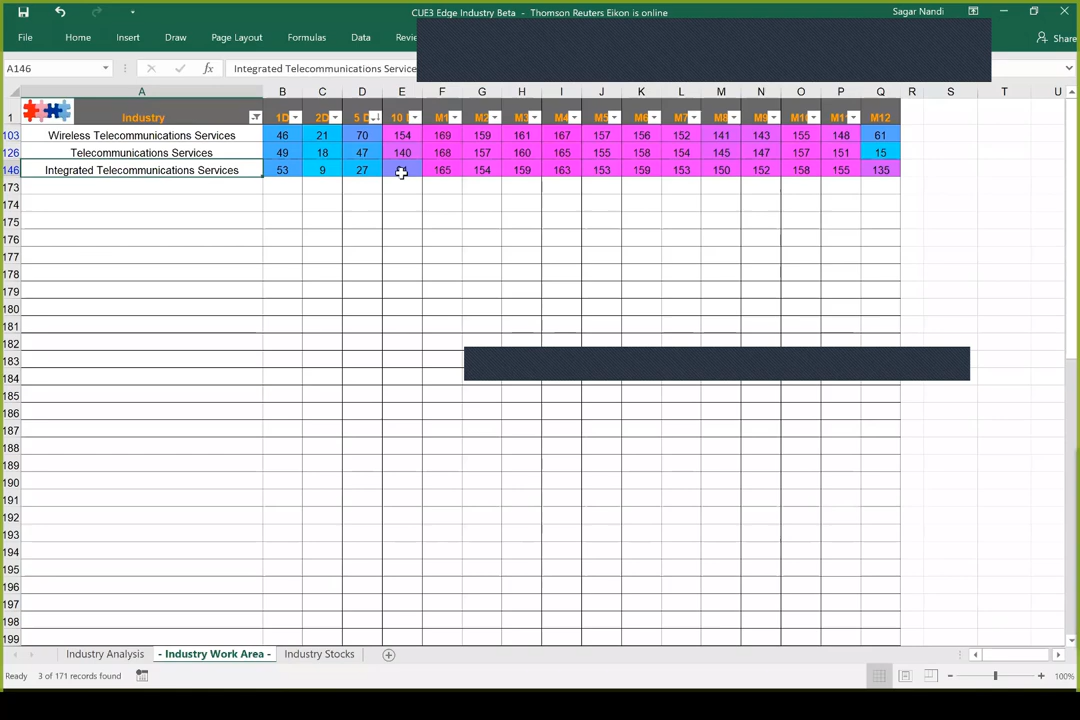 CUE3 Edge Industry Beta - Thomson Reuters Eikon is online
Sagar Nandi
File Home Insert Draw Page Layout Formulas Data
Share
A146 fx Integrated Telecommunications Service
A B C D E F G H I J K L M N O P Q R S T U
1 Industry 1D 2D 5 D 10 M1 M2 M3 M4 M5 M6 M7 M8 M9 M10 M1 M12
103 Wireless Telecommunications Services 46 21 70 154 169 159 161 167 157 156 152 141 143 155 148 61
126 Telecommunications Services 49 18 47 140 168 157 160 165 155 158 154 145 147 157 151 15
146 Integrated Telecommunications Services 53 9 27 165 154 159 163 153 159 153 150 152 158 155 135
173
174
175
176
177
178
179
180
181
182
183
184
185
186
187
188
189
190
191
192
193
194
195
196
197
198
199
Industry Analysis - Industry Work Area - Industry Stocks
Ready 3 of 171 records found 100%